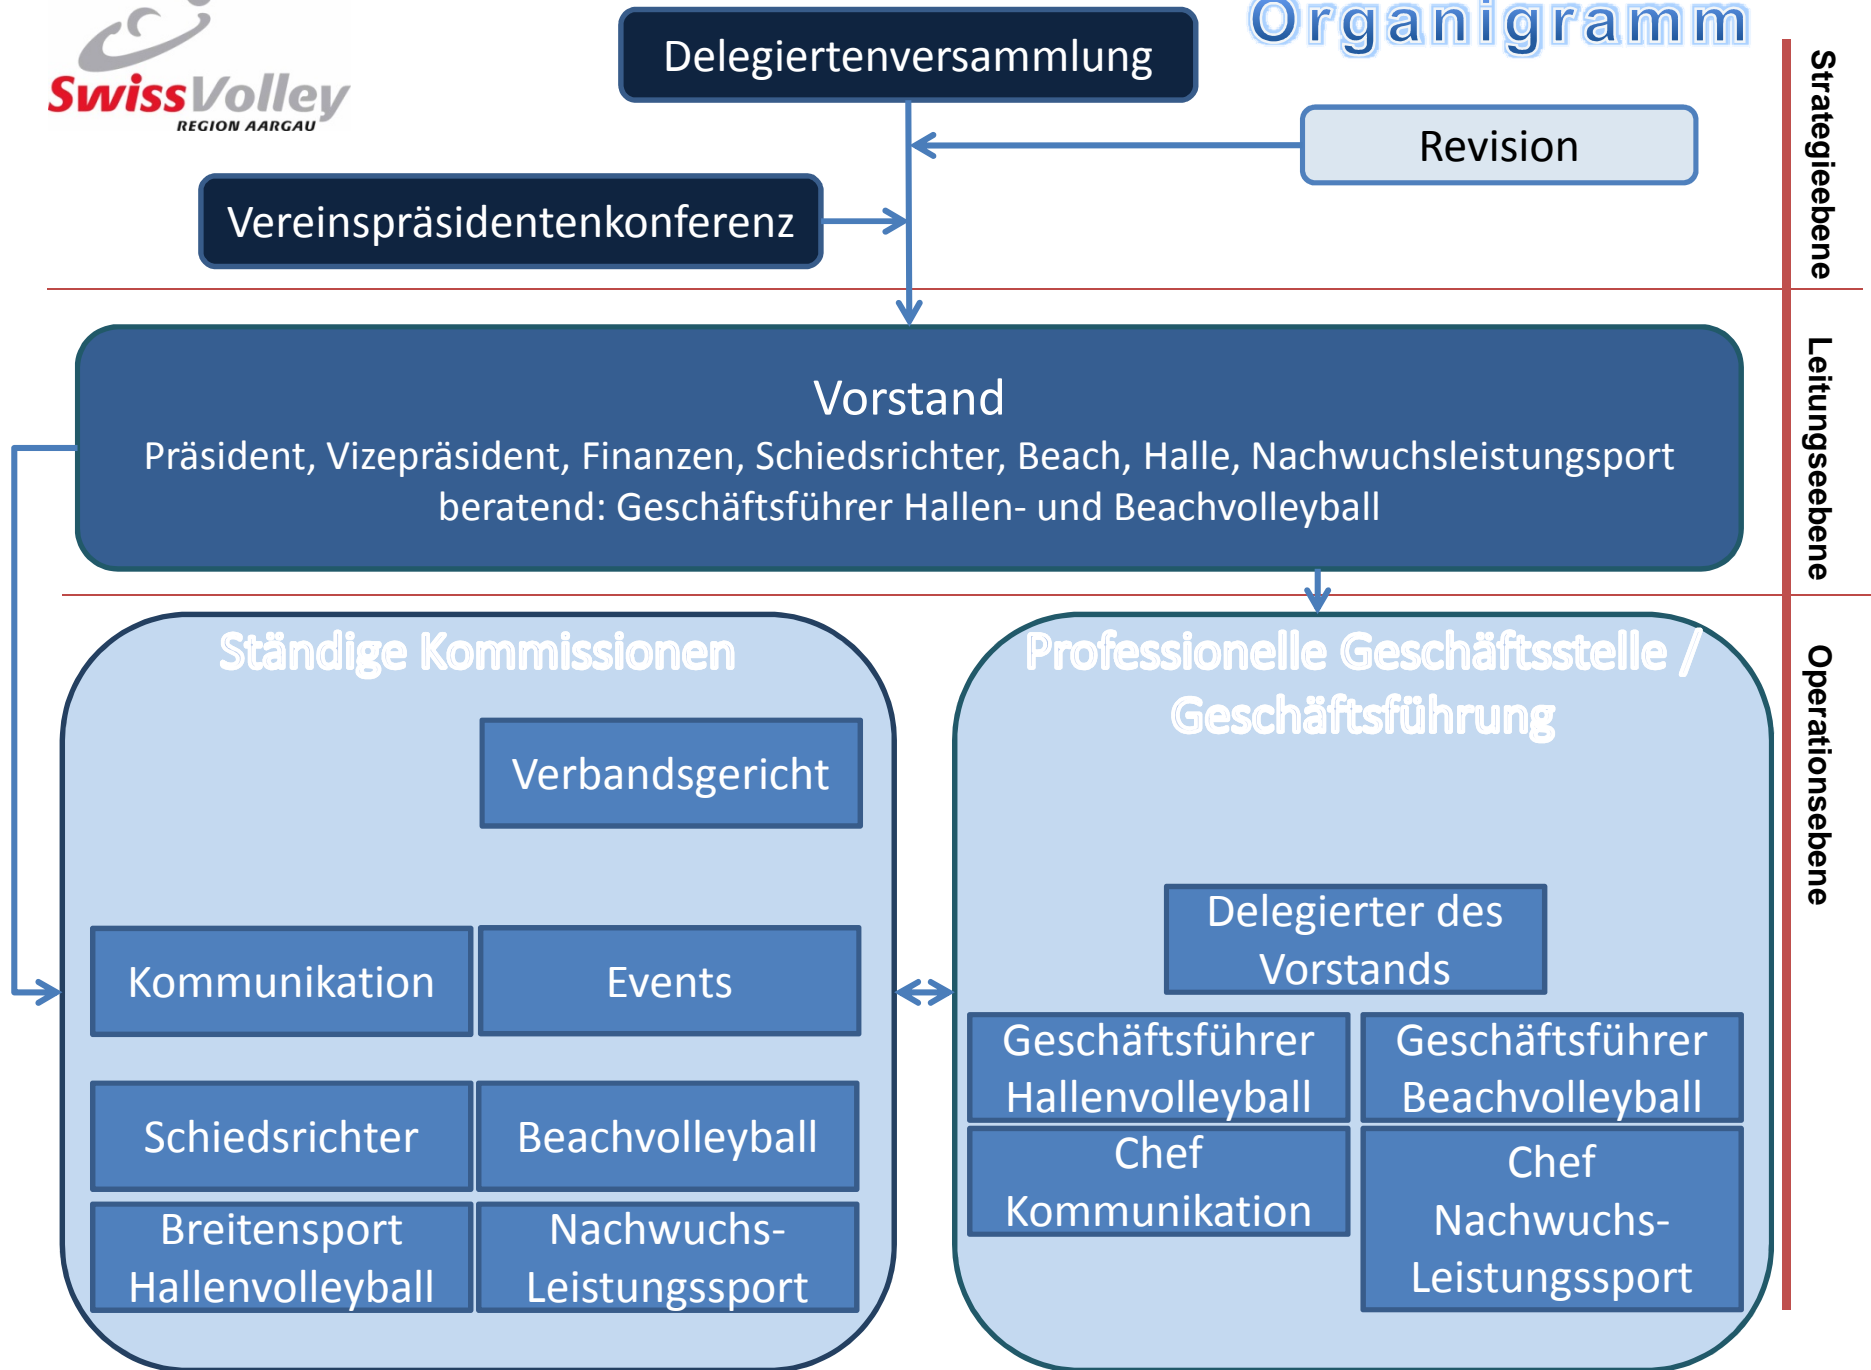 SwissVolley
REGION AARGAU
Organigramm
Delegiertenversammlung
Revision
Vereinspräsidentenkonferenz
Strategieebene
Vorstand
Präsident, Vizepräsident, Finanzen, Schiedsrichter, Beach, Halle, Nachwuchsleistungsport
beratend: Geschäftsführer Hallen- und Beachvolleyball
Leitungseebene
Ständige Kommissionen
Verbandsgericht
Kommunikation
Events
Schiedsrichter
Beachvolleyball
Breitensport
Hallenvolleyball
Nachwuchs-
Leistungssport
Professionelle Geschäftsstelle /
Geschäftsführung
Delegierter des
Vorstands
Geschäftsführer
Hallenvolleyball
Geschäftsführer
Beachvolleyball
Chef
Kommunikation
Chef
Nachwuchs-
Leistungssport
Operationsebene